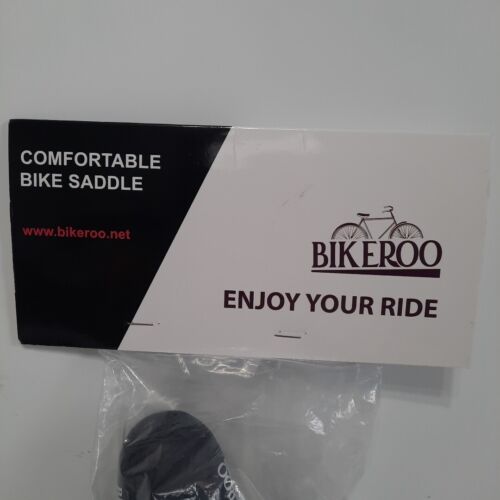 COMFORTABLE
BIKE SADDLE
www.bikeroo.net
BIKEROO
ENJOY YOUR RIDE